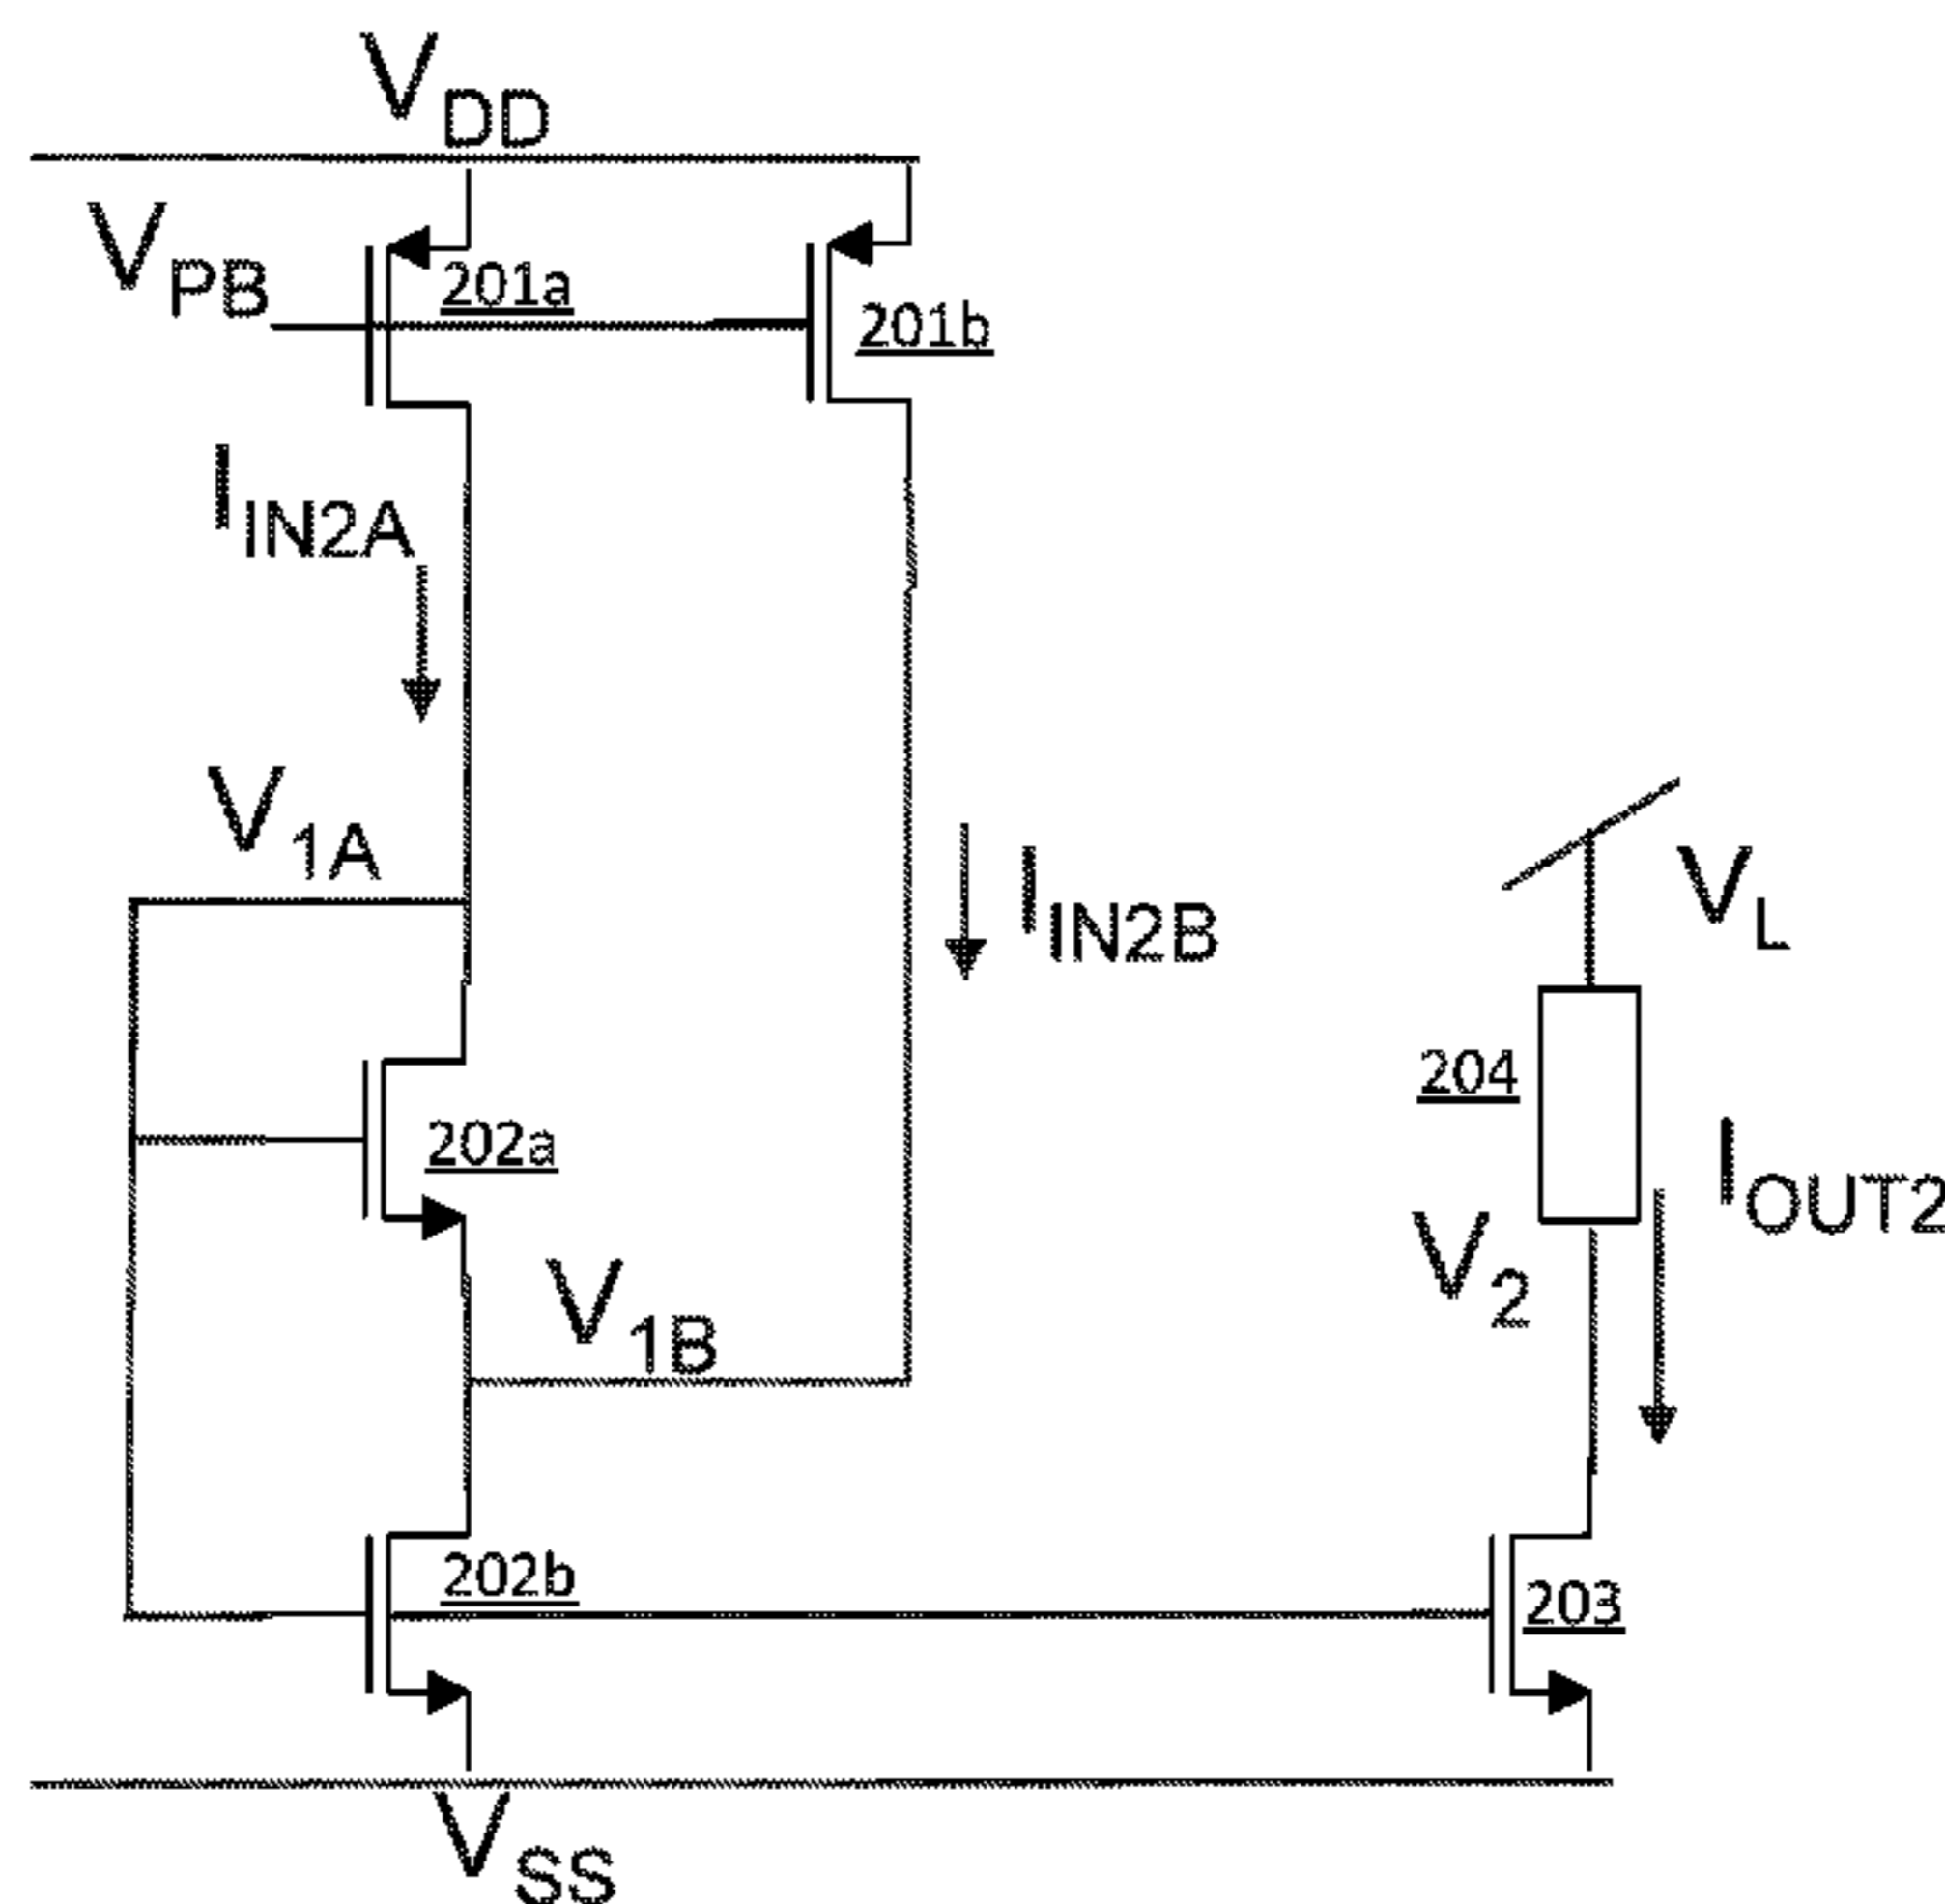 VDD
VPB
201a
201b
IIN2A
V1A
IIN2B
VL
204
202a
IOUT2
V2
V1B
202b
203
VSS